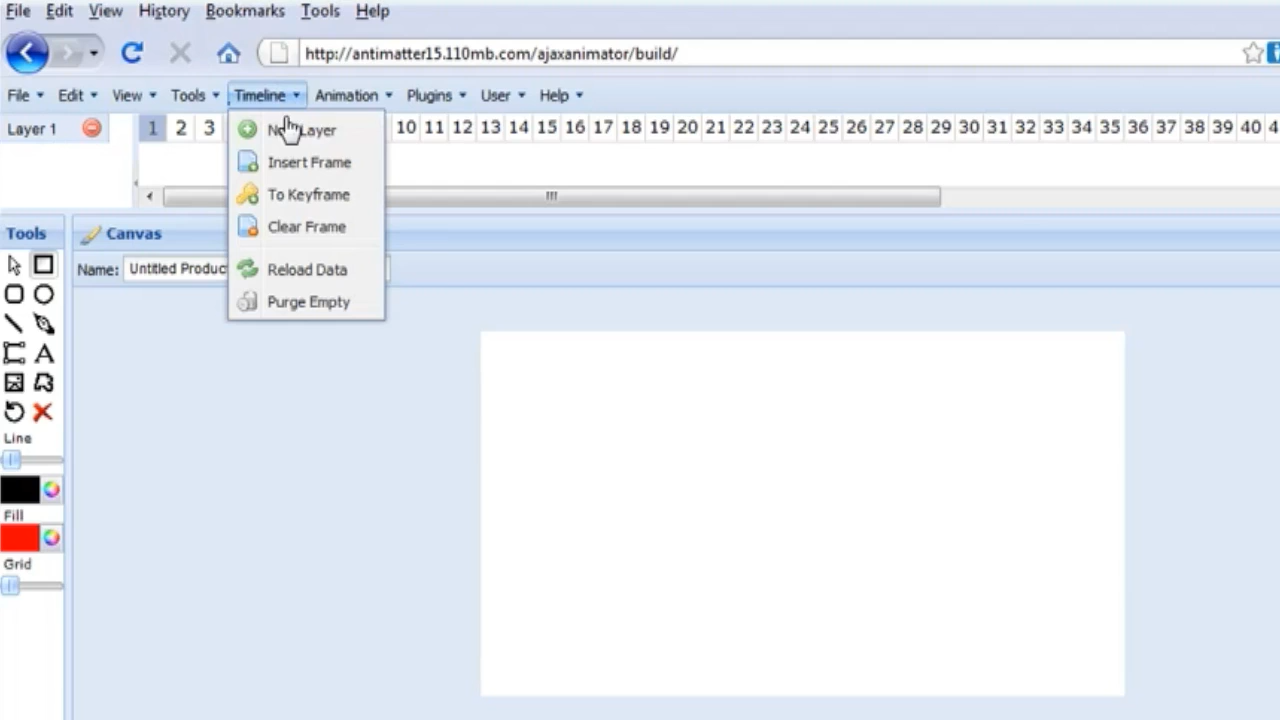 File Edit View History Bookmarks Tools Help
http://antimatter15.110mb.com/ajaxanimator/build/
File Edit View Tools Timeline Animation Plugins User Help
Layer 1 1 2 3 10 11 12 13 14 15 16 17 18 19 20 21 22 23 24 25 26 27 28 29 30 31 32 33 34 35 36 37 38 39 40
Layer
Insert Frame
To Keyframe
Clear Frame
Reload Data
Purge Empty
Tools
Canvas
Name: Untitled Produc
Line
Fill
Grid